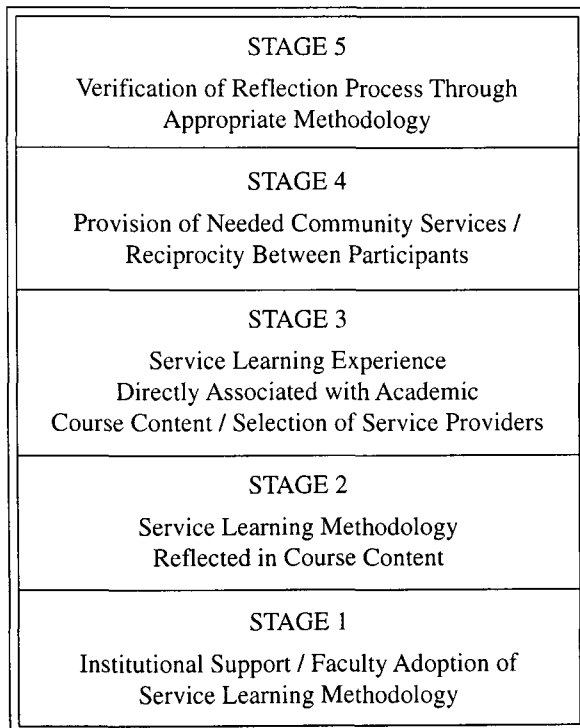 STAGE 5
Verification of Reflection Process Through
Appropriate Methodology
STAGE 4
Provision of Needed Community Services /
Reciprocity Between Participants
STAGE 3
Service Learning Experience
Directly Associated with Academic
Course Content / Selection of Service Providers
STAGE 2
Service Learning Methodology
Reflected in Course Content
STAGE 1
Institutional Support / Faculty Adoption of
Service Learning Methodology